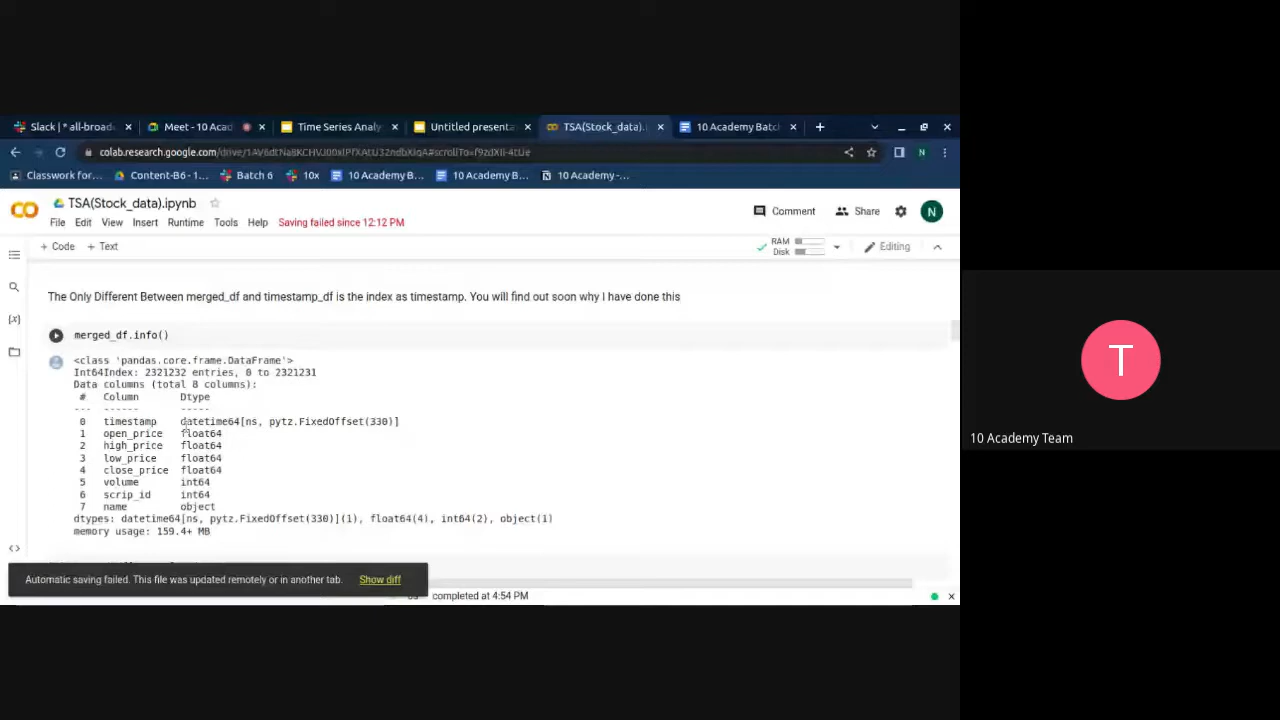 Slack | * all-broad
Meet - 10 Acad
Time Series Analy
Untitled presenta
TSA(Stock_data).i
10 Academy Batc
colab.research.google.com/drive/
Classwork for...
Content-B6 - 1...
Batch 6
10x
10 Academy B...
10 Academy B...
10 Academy -...
N
CO
TSA(Stock_data).ipynb
File Edit View Insert Runtime Tools Help Saving failed since 12:12 PM
Comment
Share
N
+ Code + Text
RAM
Disk
Editing
The Only Different Between merged_df and timestamp_df is the index as timestamp. You will find out soon why I have done this
merged_df.info()
<class 'pandas.core.frame.DataFrame'>
Int64Index: 2321232 entries, 0 to 2321231
Data columns (total 8 columns):
# Column Dtype
--- ------ -----
0 timestamp datetime64[ns, pytz.FixedOffset(330)]
1 open_price float64
2 high_price float64
3 low_price float64
4 close_price float64
5 volume int64
6 scrip_id int64
7 name object
dtypes: datetime64[ns, pytz.FixedOffset(330)](1), float64(4), int64(2), object(1)
memory usage: 159.4+ MB
Automatic saving failed. This file was updated remotely or in another tab. Show diff
completed at 4:54 PM
T
10 Academy Team